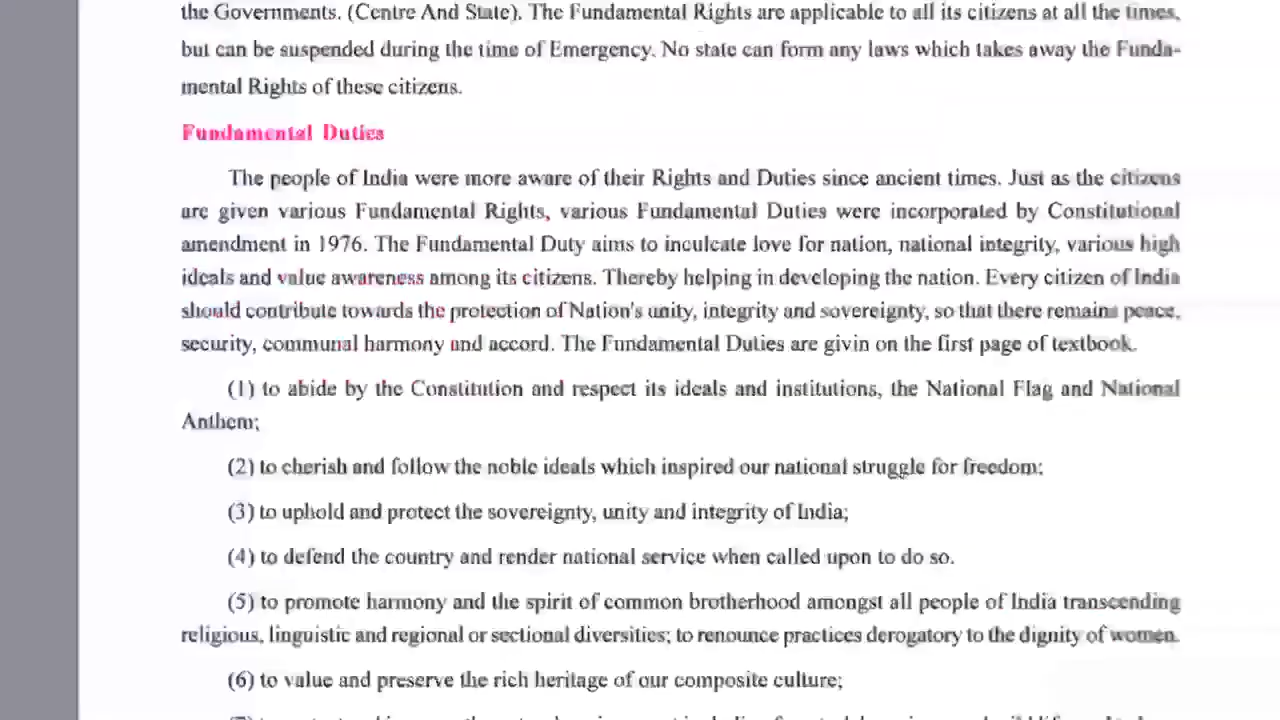 the Governments. (Centre And State). The Fundamental Rights are applicable to all its citizens at all the times,
but can be suspended during the time of Emergency. No state can form any laws which takes away the Funda-
mental Rights of these citizens.
Fundamental Duties
The people of India were more aware of their Rights and Duties since ancient times. Just as the citizens
are given various Fundamental Rights, various Fundamental Duties were incorporated by Constitutional
amendment in 1976. The Fundamental Duty aims to inculcate love for nation, national integrity, various high
ideals and value awareness among its citizens. Thereby helping in developing the nation. Every citizen of India
should contribute towards the protection of Nation's unity, integrity and sovereignty, so that there remains peace,
security, communal harmony and accord. The Fundamental Duties are givin on the first page of textbook.
(1) to abide by the Constitution and respect its ideals and institutions, the National Flag and National
Anthem;
(2) to cherish and follow the noble ideals which inspired our national struggle for freedom;
(3) to uphold and protect the sovereignty, unity and integrity of India;
(4) to defend the country and render national service when called upon to do so.
(5) to promote harmony and the spirit of common brotherhood amongst all people of India transcending
religious, linguistic and regional or sectional diversities; to renounce practices derogatory to the dignity of women.
(6) to value and preserve the rich heritage of our composite culture;